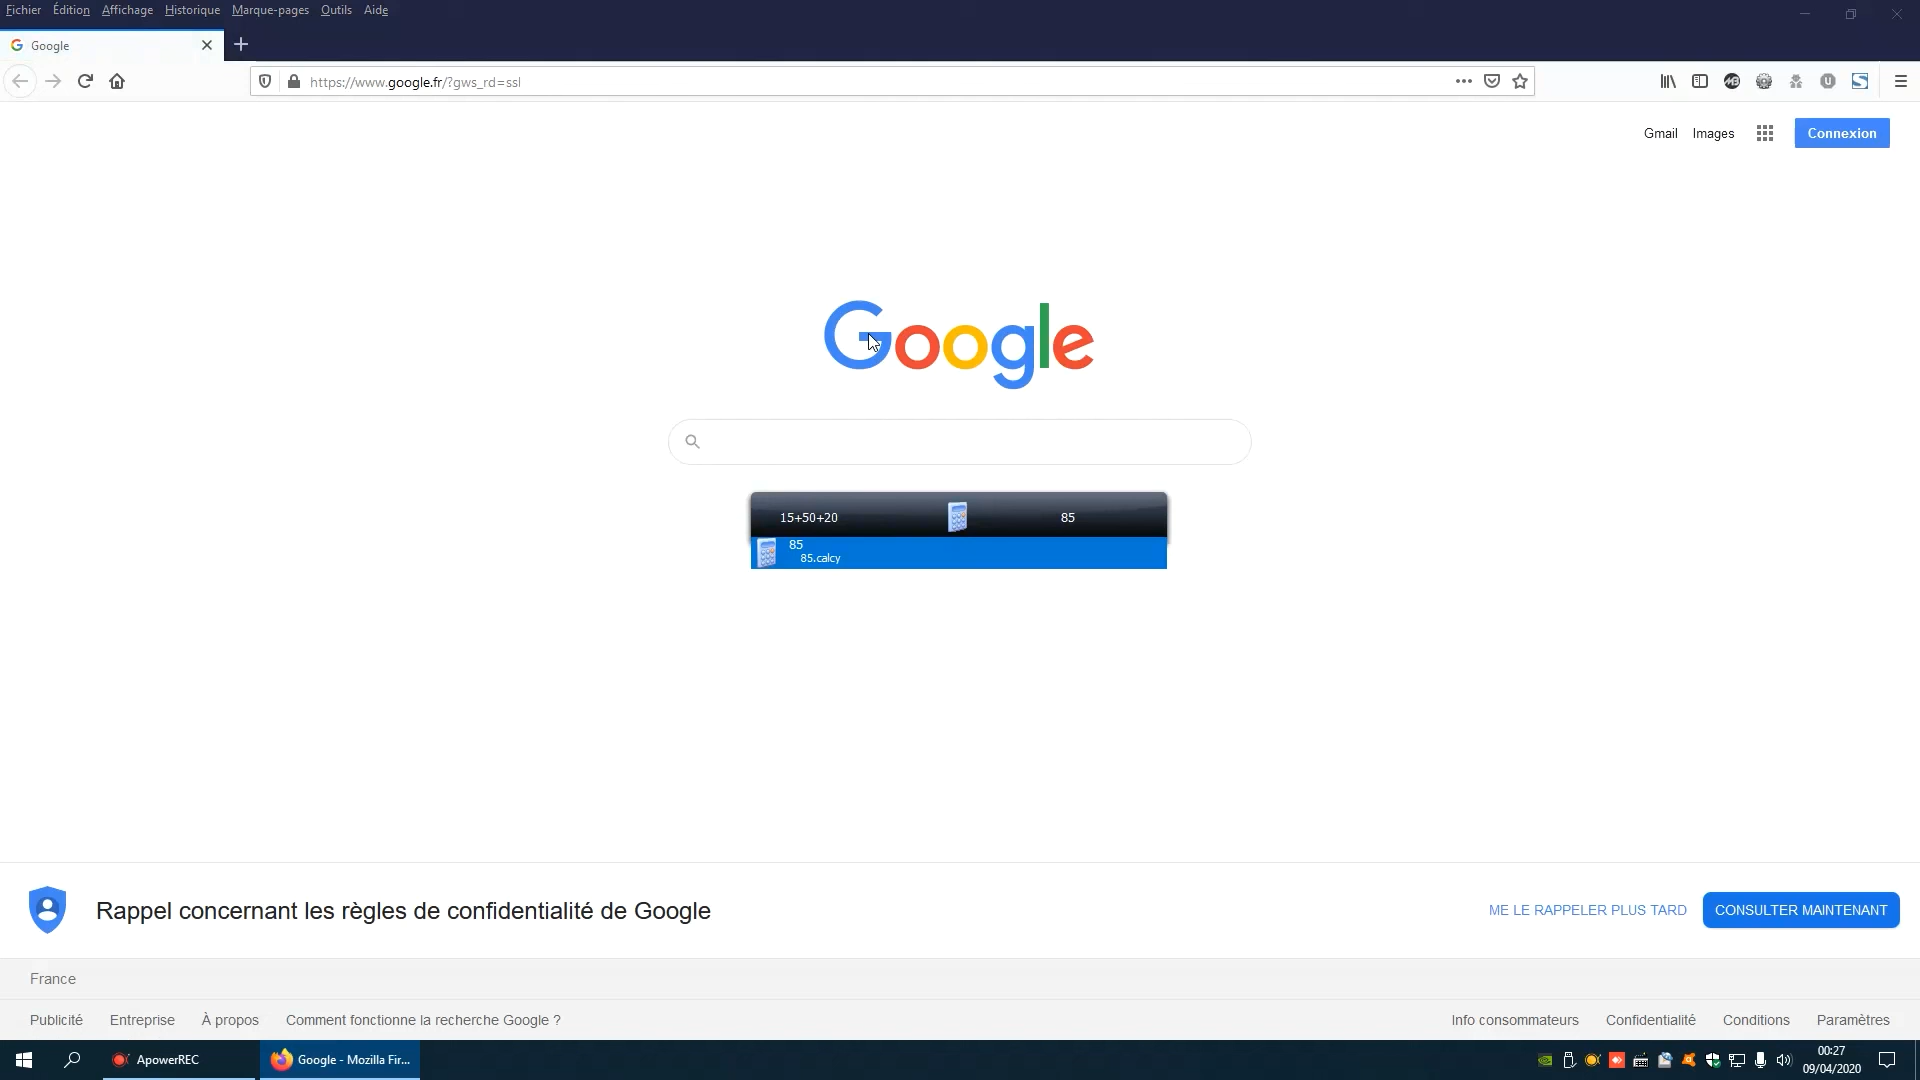 Fichier Édition Affichage Historique Marque-pages Outils Aide
Google
https://www.google.fr/?gws_rd=ssl
Gmail Images Connexion
Google
15+50+20 85
85
85.calcy
Rappel concernant les règles de confidentialité de Google ME LE RAPPELER PLUS TARD CONSULTER MAINTENANT
France
Publicité Entreprise À propos Comment fonctionne la recherche Google ? Info consommateurs Confidentialité Conditions Paramètres
ApowerREC Google - Mozilla Fir... 00:27
09/04/2020